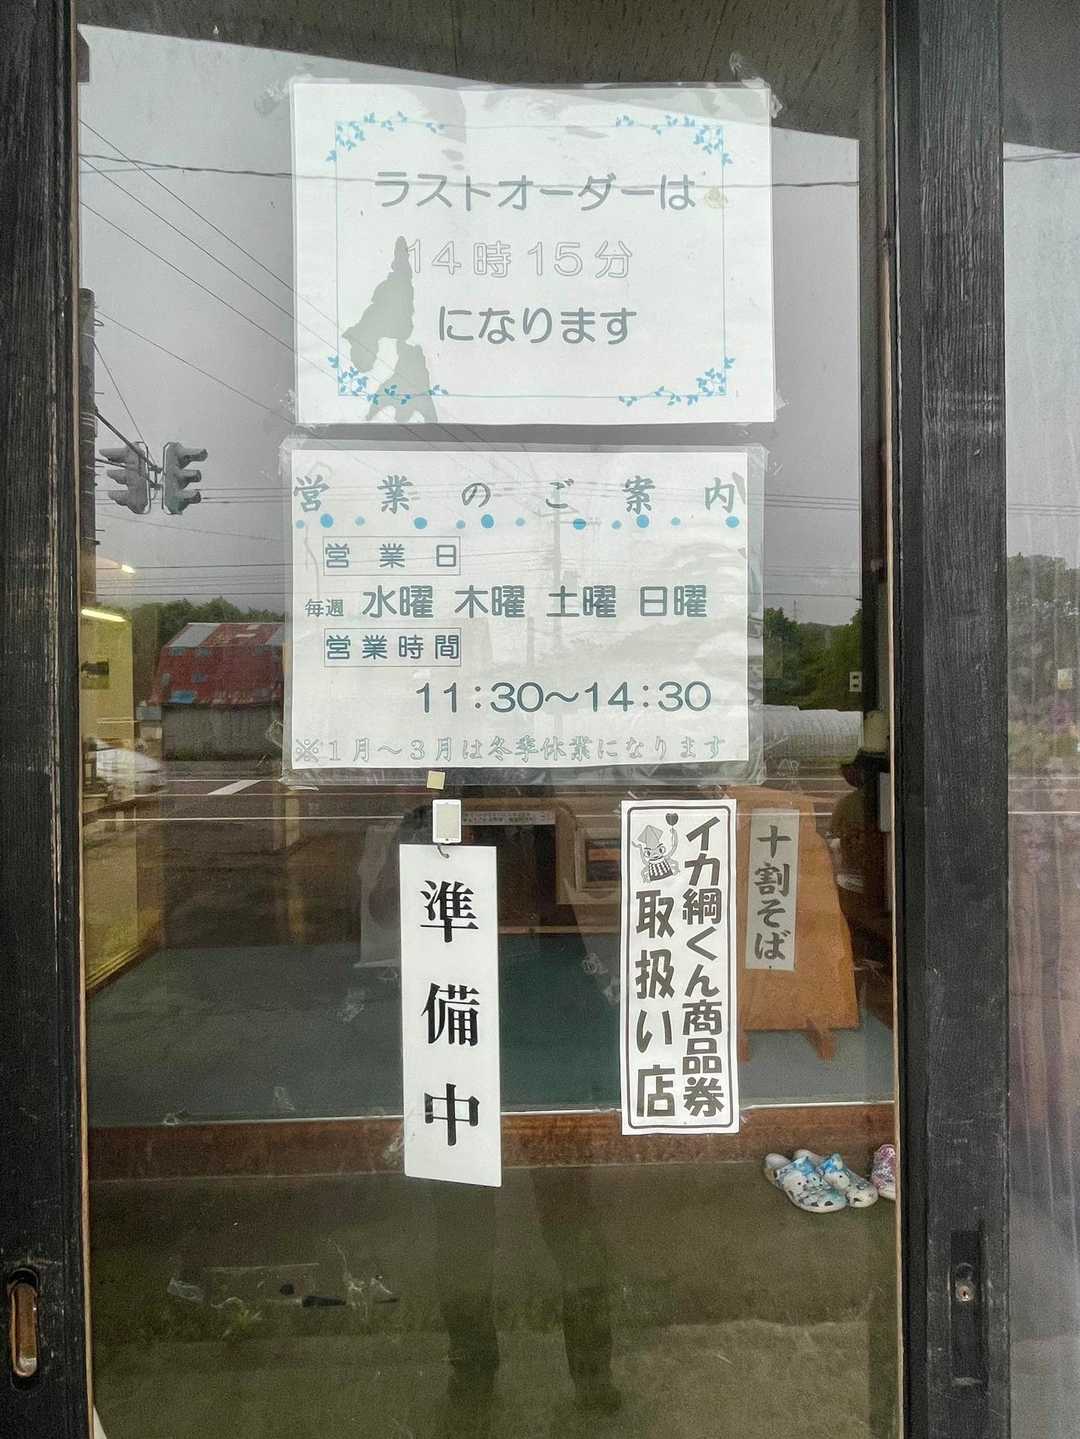 ラストオーダーは
14時15分
になります
営業のご案内
営業日
毎週 水曜 木曜 土曜 日曜
営業時間
11:30～14:30
※1月～3月は冬季休業になります
準備中
イカ綱くん商品券
取扱い店
十割そば